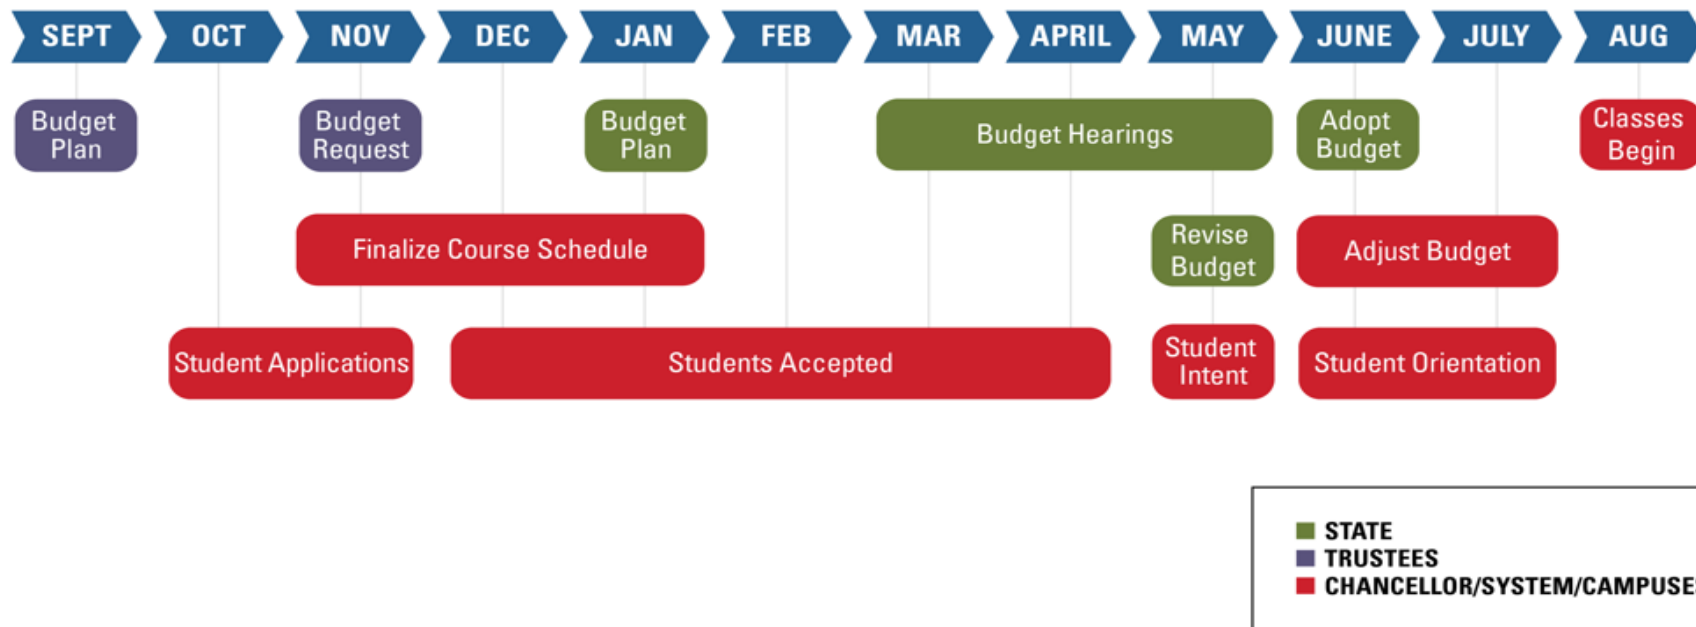 SEPT OCT NOV DEC JAN FEB MAR APRIL MAY JUNE JULY AUG
Budget
Plan
Budget
Request
Budget
Plan
Budget Hearings
Adopt
Budget
Classes
Begin
Finalize Course Schedule
Revise
Budget
Adjust Budget
Student Applications
Students Accepted
Student
Intent
Student Orientation
STATE
TRUSTEES
CHANCELLOR/SYSTEM/CAMPUSES